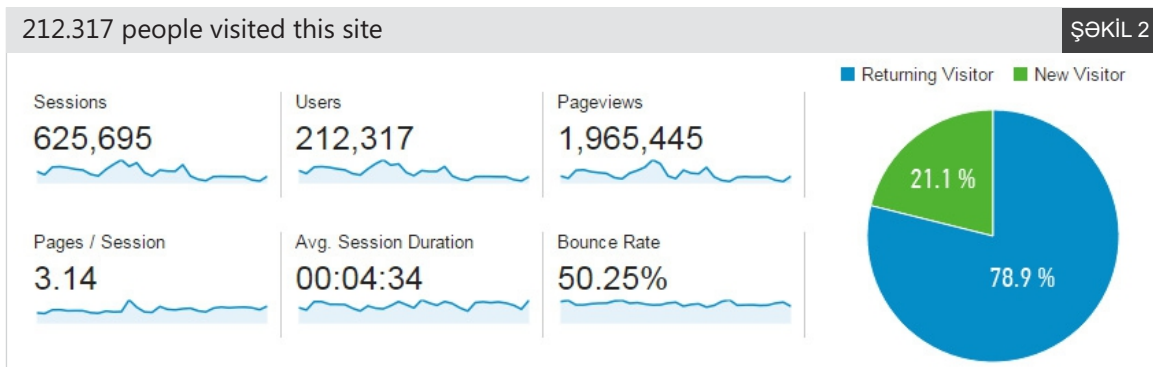 212.317 people visited this site
ŞƏKİL 2
Returning Visitor New Visitor
Sessions
625,695
Users
212,317
Pageviews
1,965,445
Pages / Session
3.14
Avg. Session Duration
00:04:34
Bounce Rate
50.25%
21.1 %
78.9 %